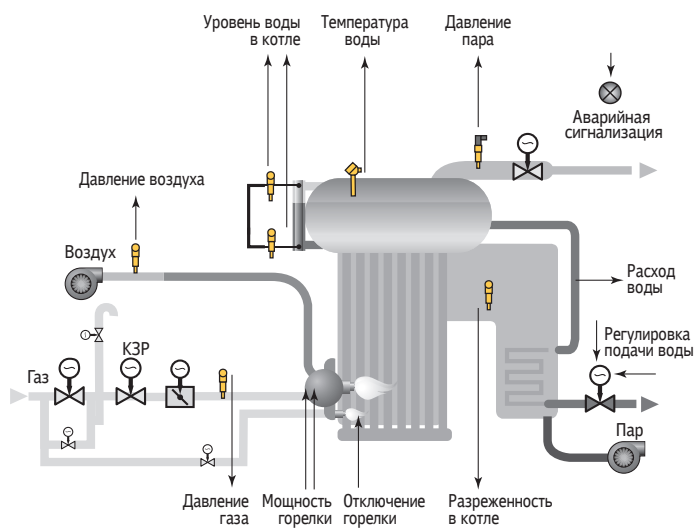 Уровень воды
в котле
Температура
воды
Давление
пара
Аварийная
сигнализация
Давление воздуха
Воздух
Расход
воды
Регулировка
подачи воды
Газ
КЗР
Пар
Давление
газа
Мощность
горелки
Отключение
горелки
Разреженность
в котле